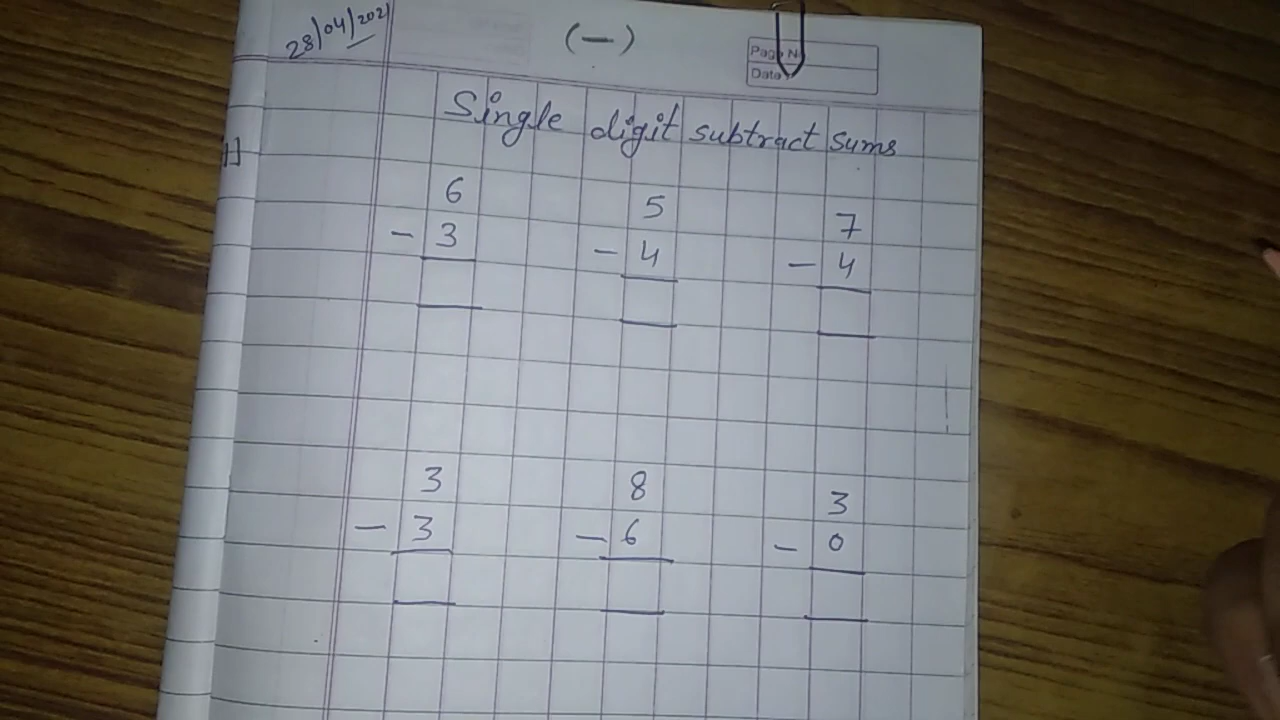 28/04/2021
(—)
Page N
Date
Single digit subtract sums
1]
6 5 7
- 3 - 4 - 4
3 8 3
- 3 - 6 - 0